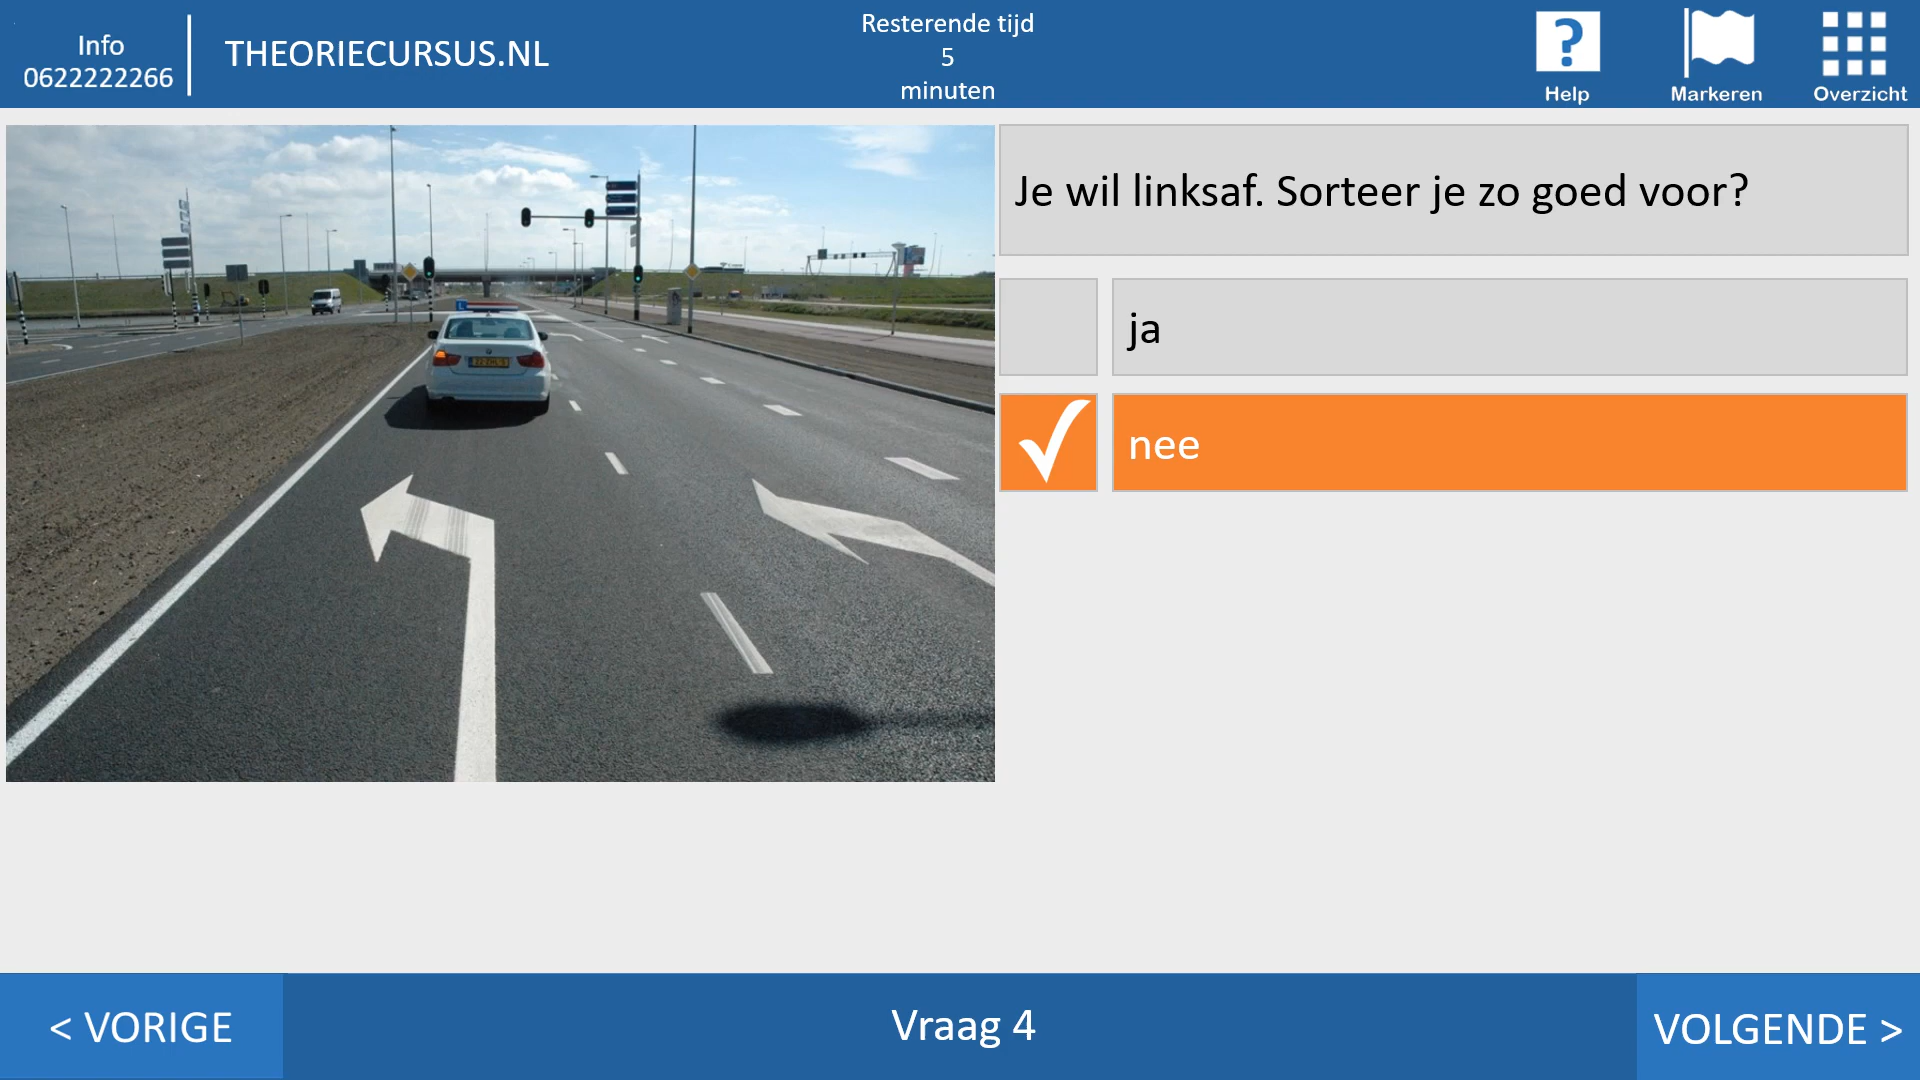 Info
0622222266
THEORIECURSUS.NL
Resterende tijd
5
minuten
?
Help
Markeren
Overzicht
Je wil linksaf. Sorteer je zo goed voor?
L
ja
nee
< VORIGE
Vraag 4
VOLGENDE >